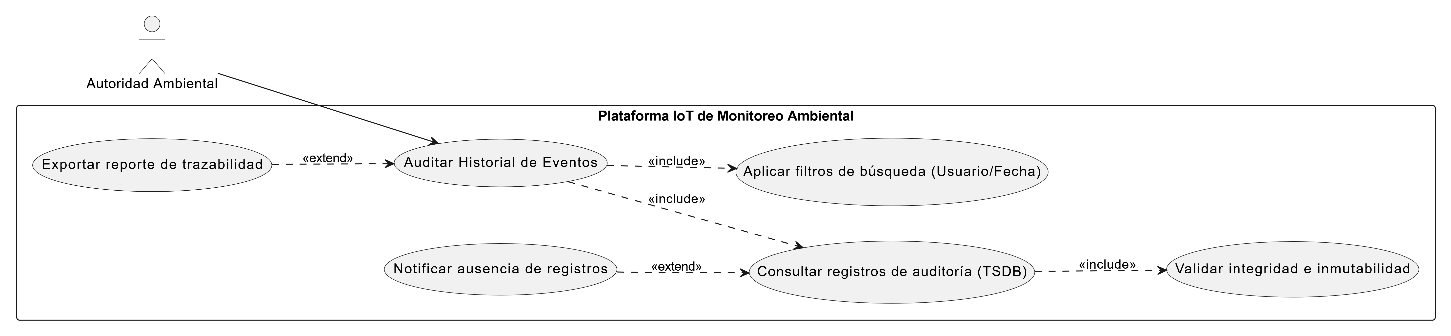 Autoridad Ambiental
Plataforma IoT de Monitoreo Ambiental
Exportar reporte de trazabilidad
«extend»
Auditar Historial de Eventos
«include»
Aplicar filtros de búsqueda (Usuario/Fecha)
«include»
Notificar ausencia de registros
«extend»
Consultar registros de auditoría (TSDB)
«include»
Validar integridad e inmutabilidad